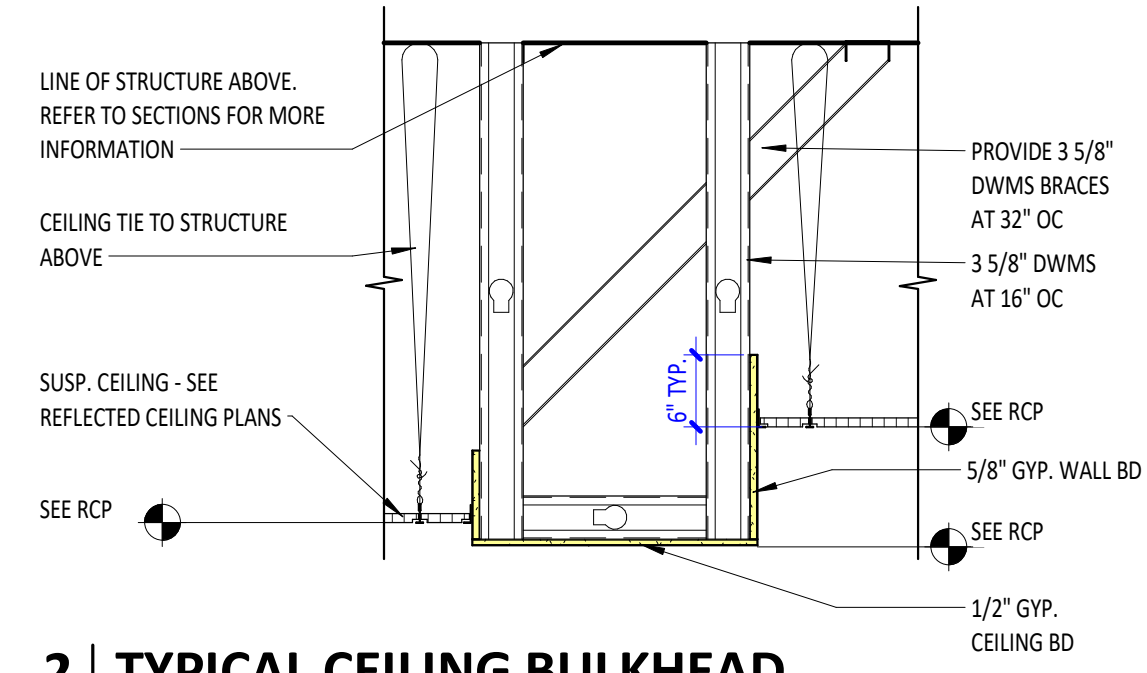 LINE OF STRUCTURE ABOVE.
REFER TO SECTIONS FOR MORE
INFORMATION
CEILING TIE TO STRUCTURE
ABOVE
SUSP. CEILING - SEE
REFLECTED CEILING PLANS
SEE RCP
6" TYP.
PROVIDE 3 5/8"
DWMS BRACES
AT 32" OC
3 5/8" DWMS
AT 16" OC
SEE RCP
5/8" GYP. WALL BD
SEE RCP
1/2" GYP.
CEILING BD
2 TYPICAL CEILING BULKHEAD